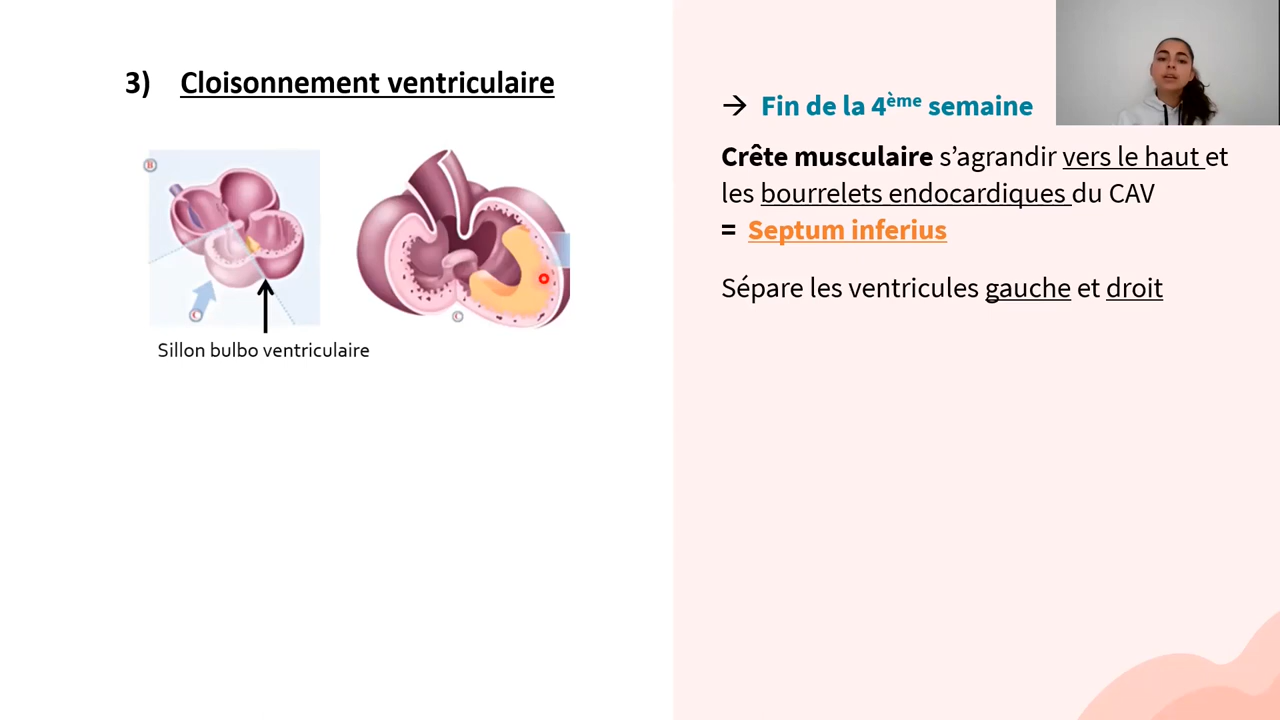 3) Cloisonnement ventriculaire
B
C
C
Sillon bulbo ventriculaire
→ Fin de la 4ème semaine
Crête musculaire s’agrandir vers le haut et
les bourrelets endocardiques du CAV
= Septum inferius
Sépare les ventricules gauche et droit